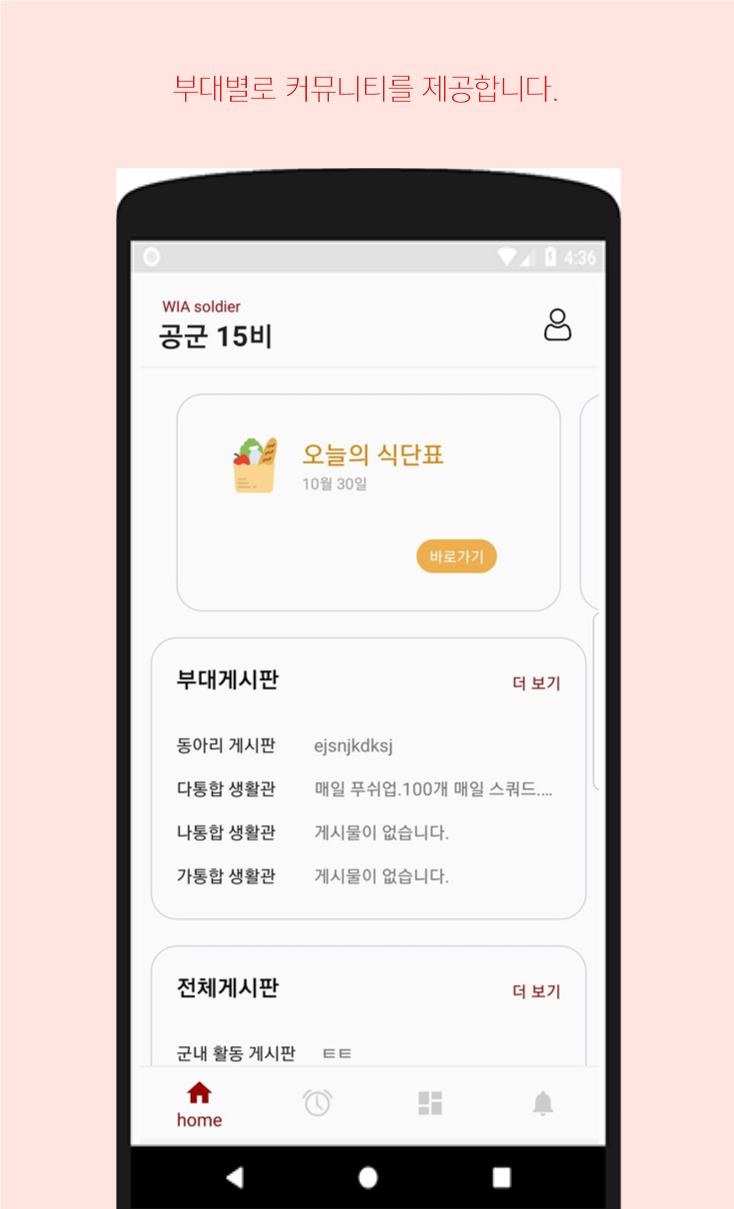 부대별로 커뮤니티를 제공합니다.
4:36
WIA soldier
공군 15비
오늘의 식단표
10월 30일
바로가기
부대게시판 더 보기
동아리 게시판 ejsnjkdksj
다통합 생활관 매일 푸쉬업.100개 매일 스쿼드....
나통합 생활관 게시물이 없습니다.
가통합 생활관 게시물이 없습니다.
전체게시판 더 보기
군내 활동 게시판 ㅌㅌ
home